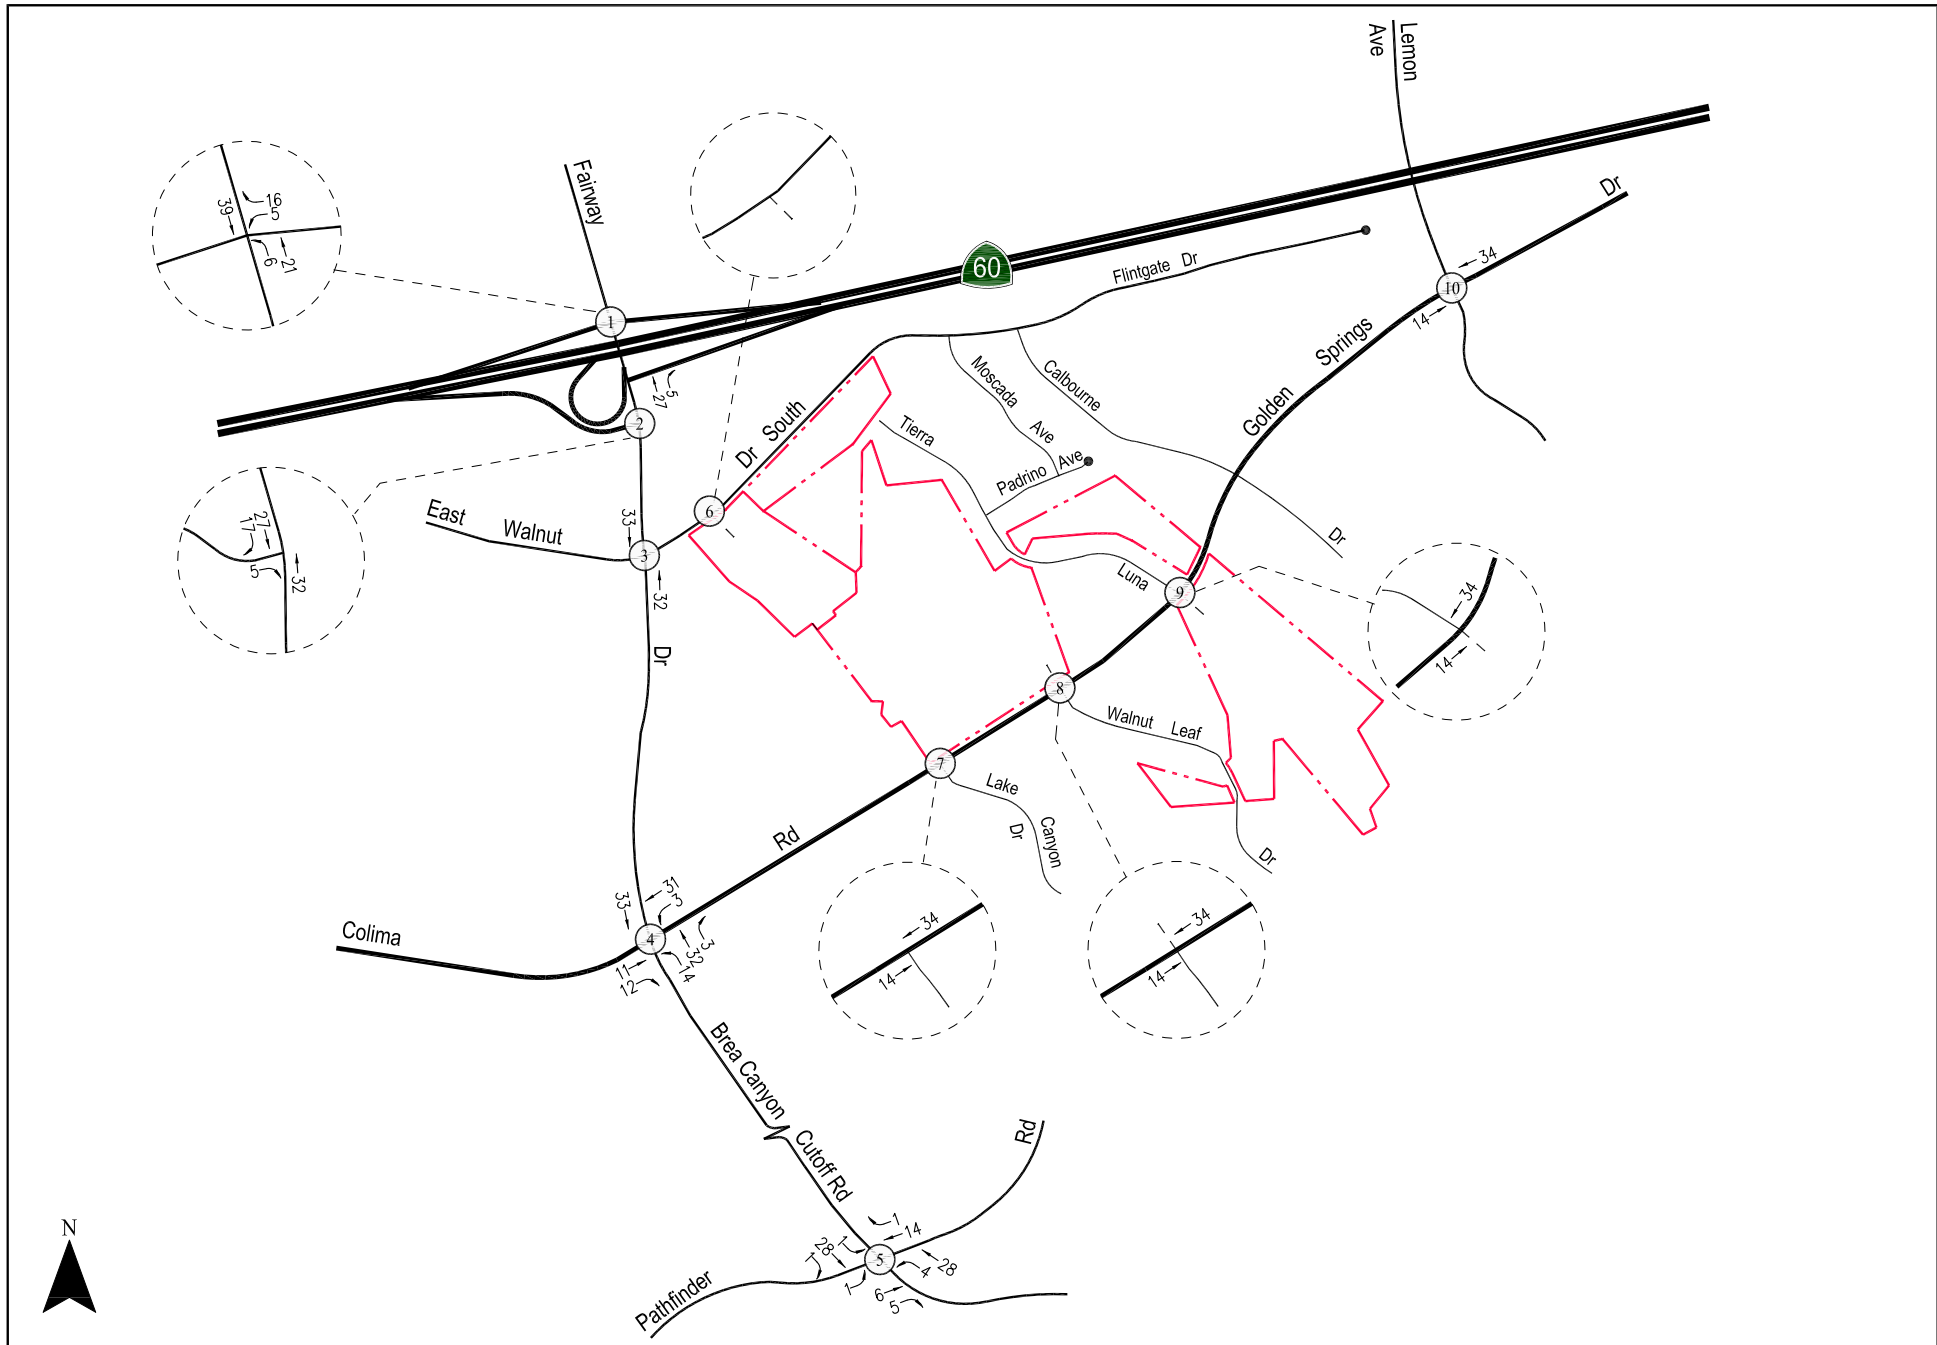 Lemon
Ave
Fairway
16
5
39
6
21
60
Flintgate Dr
Dr
34
10
14
1
Springs
Golden
Moscada
Ave
Calbourne
Dr
5
27
2
Dr South
Tierra
Padrino Ave
East Walnut
33
6
3
32
27
17
5
32
Luna
9
34
14
Dr
8
Walnut Leaf
Dr
7
Lake
Canyon
Dr
Rd
34
14
34
14
31
3
33
4
Colima
11
12
3
32
14
Brea Canyon
Cutoff Rd
Rd
1
14
1
28
1
5
28
4
1
6
5
Pathfinder
N